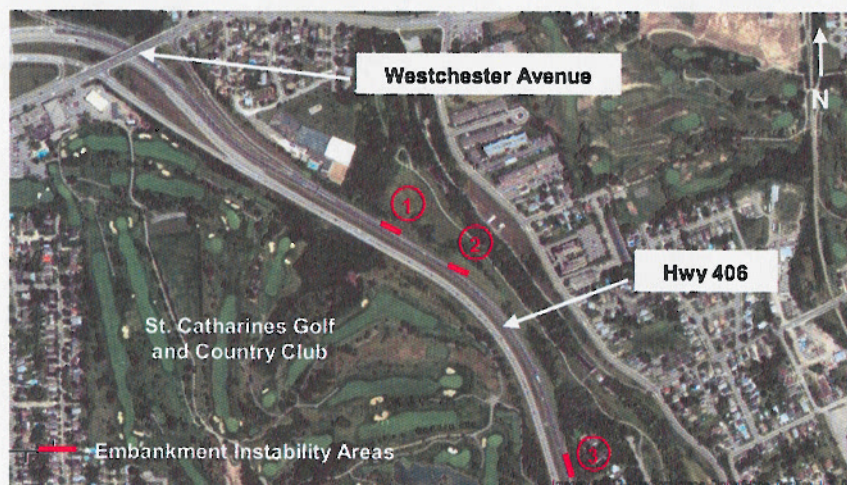 Westchester Avenue
N
1
2
Hwy 406
St. Catharines Golf
and Country Club
Embankment Instability Areas
3